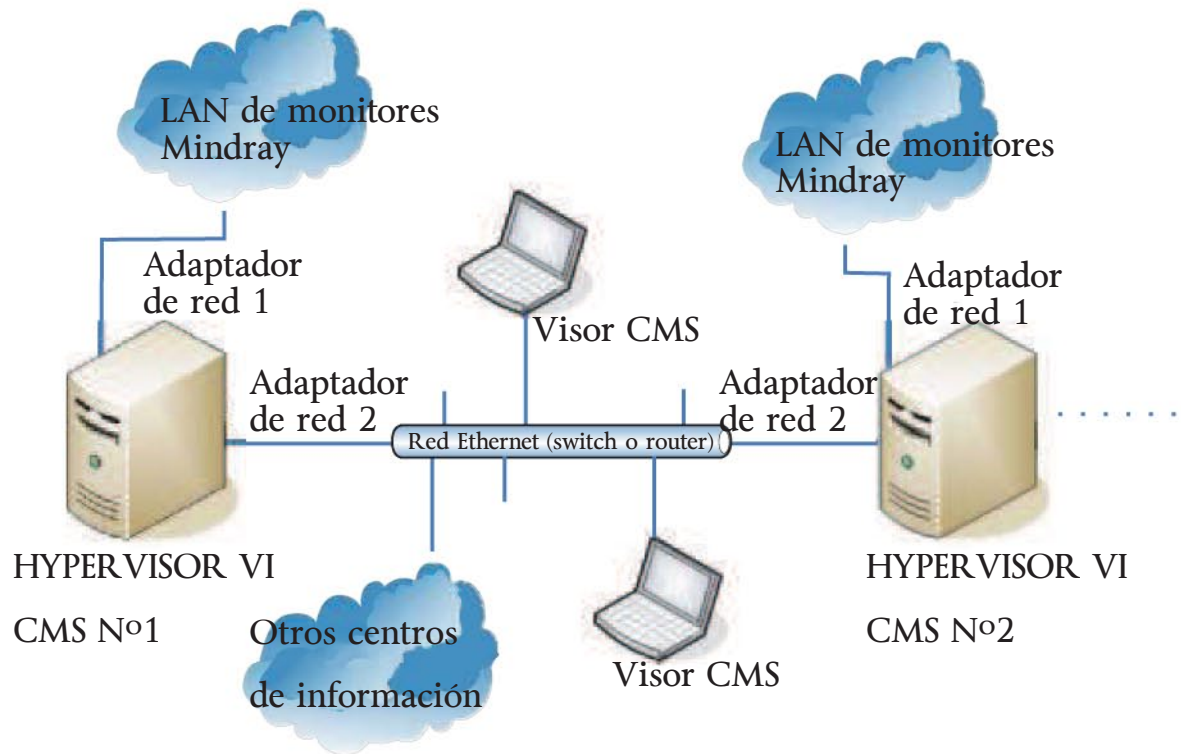 LAN de monitores
Mindray
LAN de monitores
Mindray
Adaptador
de red 1
Visor CMS
Adaptador
de red 1
Adaptador
de red 2
Adaptador
de red 2
Red Ethernet (switch o router)
HYPERVISOR VI
CMS Nº1
Otros centros
de información
Visor CMS
HYPERVISOR VI
CMS Nº2